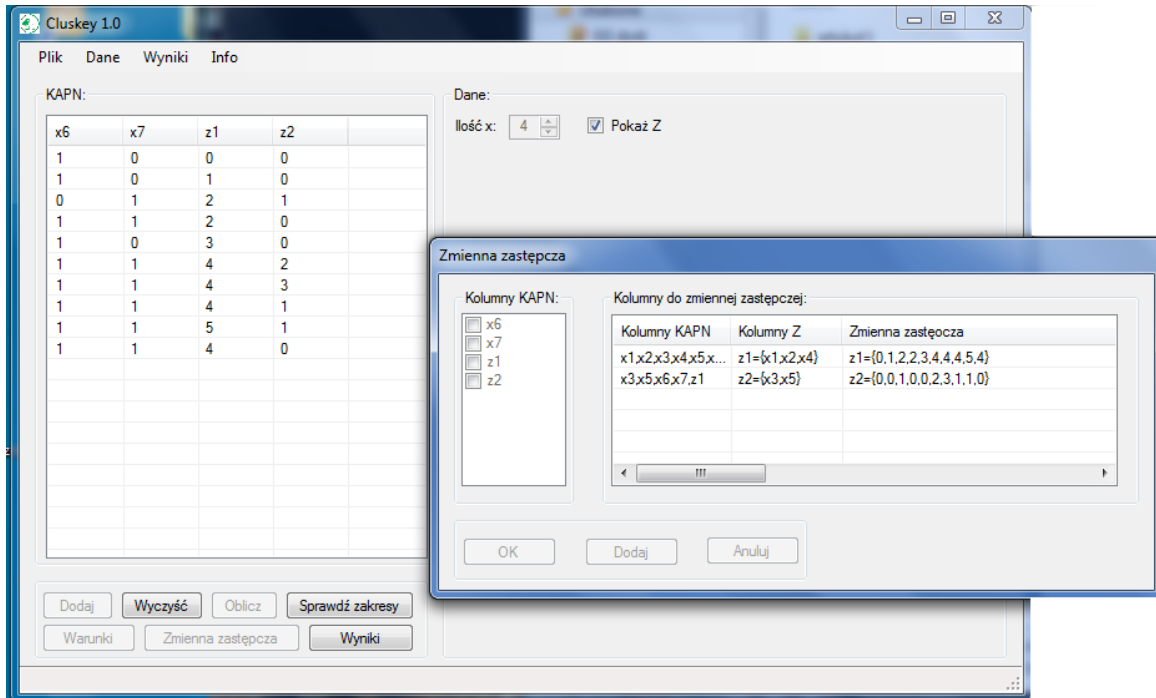 Cluskey 1.0
Plik Dane Wyniki Info
KAPN:
x6 x7 z1 z2
1 0 0 0
1 0 1 0
0 1 2 1
1 1 2 0
1 0 3 0
1 1 4 2
1 1 4 3
1 1 4 1
1 1 5 1
1 1 4 0
Dodaj Wyczyść Oblicz Sprawdź zakresy
Warunki Zmienna zastępcza Wyniki
Dane:
Ilość x: 4 Pokaż Z
Zmienna zastępcza
Kolumny KAPN:
x6
x7
z1
z2
Kolumny do zmiennej zastępczej:
Kolumny KAPN Kolumny Z Zmienna zasteocza
x1,x2,x3,x4,x5,x... z1={x1,x2,x4} z1={0,1,2,2,3,4,4,4,5,4}
x3,x5,x6,x7,z1 z2={x3,x5} z2={0,0,1,0,0,2,3,1,1,0}
OK Dodaj Anuluj